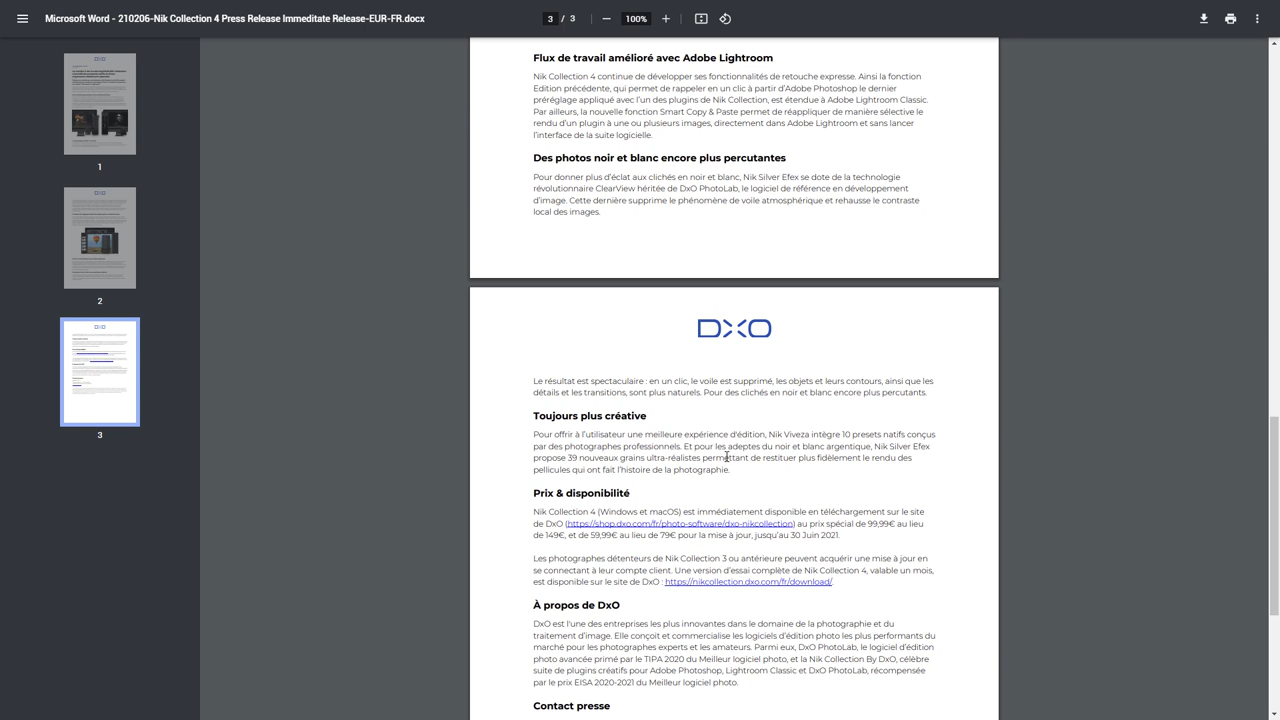 Microsoft Word - 210206-Nik Collection 4 Press Release Immeditate Release-EUR-FR.docx
3 / 3
100%
1
2
3
Flux de travail amélioré avec Adobe Lightroom
Nik Collection 4 continue de développer ses fonctionnalités de retouche expresse. Ainsi la fonction
Edition précédente, qui permet de rappeler en un clic à partir d’Adobe Photoshop le dernier
préréglage appliqué avec l’un des plugins de Nik Collection, est étendue à Adobe Lightroom Classic.
Par ailleurs, la nouvelle fonction Smart Copy & Paste permet de réappliquer de manière sélective le
rendu d’un plugin à une ou plusieurs images, directement dans Adobe Lightroom et sans lancer
l’interface de la suite logicielle.
Des photos noir et blanc encore plus percutantes
Pour donner plus d’éclat aux clichés en noir et blanc, Nik Silver Efex se dote de la technologie
révolutionnaire ClearView héritée de DxO PhotoLab, le logiciel de référence en développement
d’image. Cette dernière supprime le phénomène de voile atmosphérique et rehausse le contraste
local des images.
DXO
Le résultat est spectaculaire : en un clic, le voile est supprimé, les objets et leurs contours, ainsi que les
détails et les transitions, sont plus naturels. Pour des clichés en noir et blanc encore plus percutants.
Toujours plus créative
Pour offrir à l’utilisateur une meilleure expérience d’édition, Nik Viveza intègre 10 presets natifs conçus
par des photographes professionnels. Et pour les adeptes du noir et blanc argentique, Nik Silver Efex
propose 39 nouveaux grains ultra-réalistes permettant de restituer plus fidèlement le rendu des
pellicules qui ont fait l’histoire de la photographie.
Prix & disponibilité
Nik Collection 4 (Windows et macOS) est immédiatement disponible en téléchargement sur le site
de DxO (https://shop.dxo.com/fr/photo-software/dxo-nikcollection) au prix spécial de 99,99€ au lieu
de 149€, et de 59,99€ au lieu de 79€ pour la mise à jour, jusqu’au 30 Juin 2021.
Les photographes détenteurs de Nik Collection 3 ou antérieure peuvent acquérir une mise à jour en
se connectant à leur compte client. Une version d’essai complète de Nik Collection 4, valable un mois,
est disponible sur le site de DxO : https://nikcollection.dxo.com/fr/download/.
À propos de DxO
DxO est l'une des entreprises les plus innovantes dans le domaine de la photographie et du
traitement d’image. Elle conçoit et commercialise les logiciels d’édition photo les plus performants du
marché pour les photographes experts et les amateurs. Parmi eux, DxO PhotoLab, le logiciel d’édition
photo avancée primé par le TIPA 2020 du Meilleur logiciel photo, et la Nik Collection By DxO, célèbre
suite de plugins créatifs pour Adobe Photoshop, Lightroom Classic et DxO PhotoLab, récompensée
par le prix EISA 2020-2021 du Meilleur logiciel photo.
Contact presse